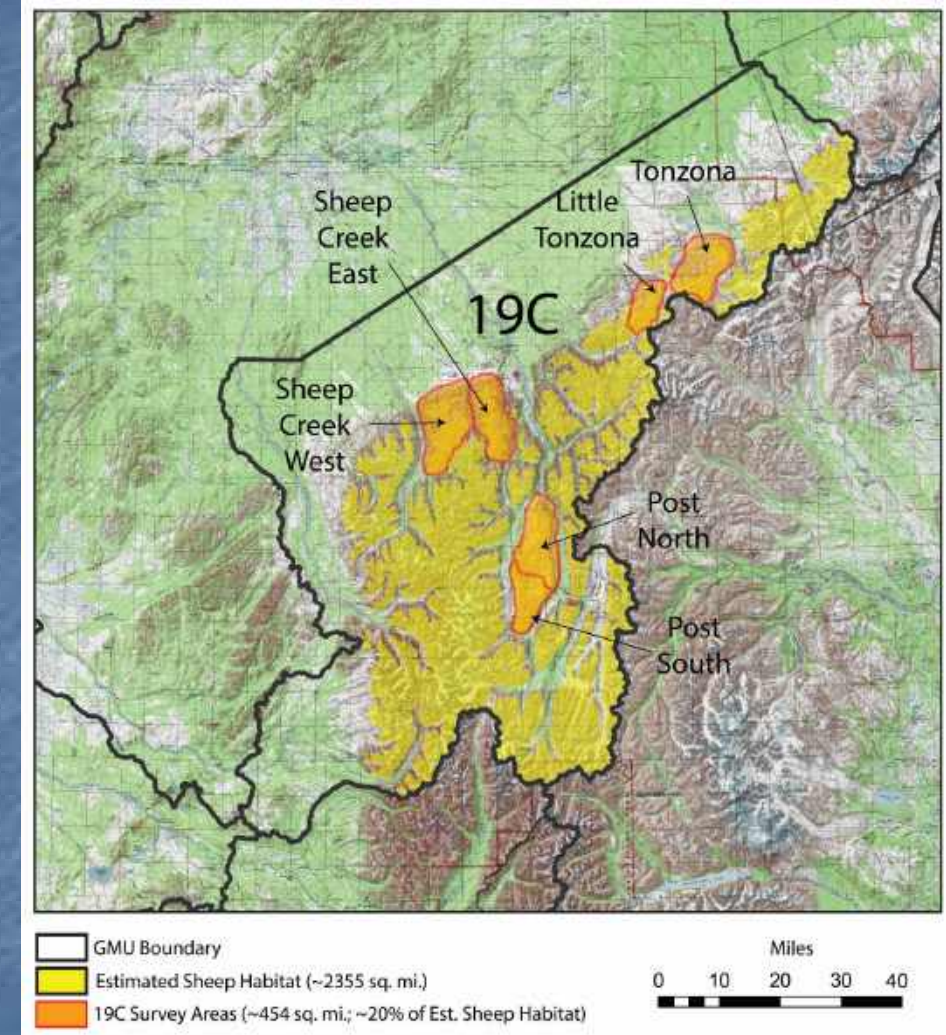 Tonzona
Little
Tonzona
Sheep
Creek
East
19C
Sheep
Creek
West
Post
North
Post
South
GMU Boundary
Estimated Sheep Habitat (~2355 sq. mi.)
19C Survey Areas (~454 sq. mi.; ~20% of Est. Sheep Habitat)
Miles
0 10 20 30 40